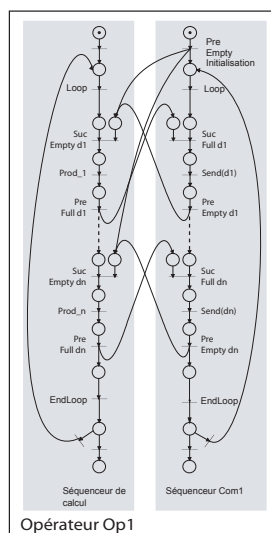 Pre
Empty
Initialisation
Loop
Loop
Suc
Empty d1
Suc
Full d1
Prod_1
Send(d1)
Pre
Full d1
Pre
Empty d1
Suc
Empty dn
Suc
Full dn
Prod_n
Send(dn)
Pre
Full dn
Pre
Empty dn
EndLoop
EndLoop
Séquenceur de
calcul
Séquenceur Com1
Opérateur Op1